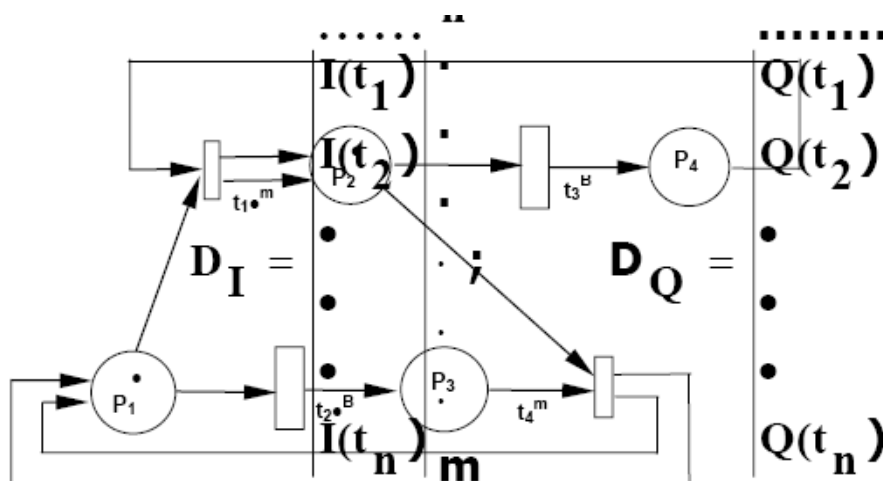 n
I(t1) Q(t1)
I(t2) Q(t2)
P2 P4
t1•m t3B
DI = ; DQ =
P1 P3
t2•B t4m
I(tn) m Q(tn)